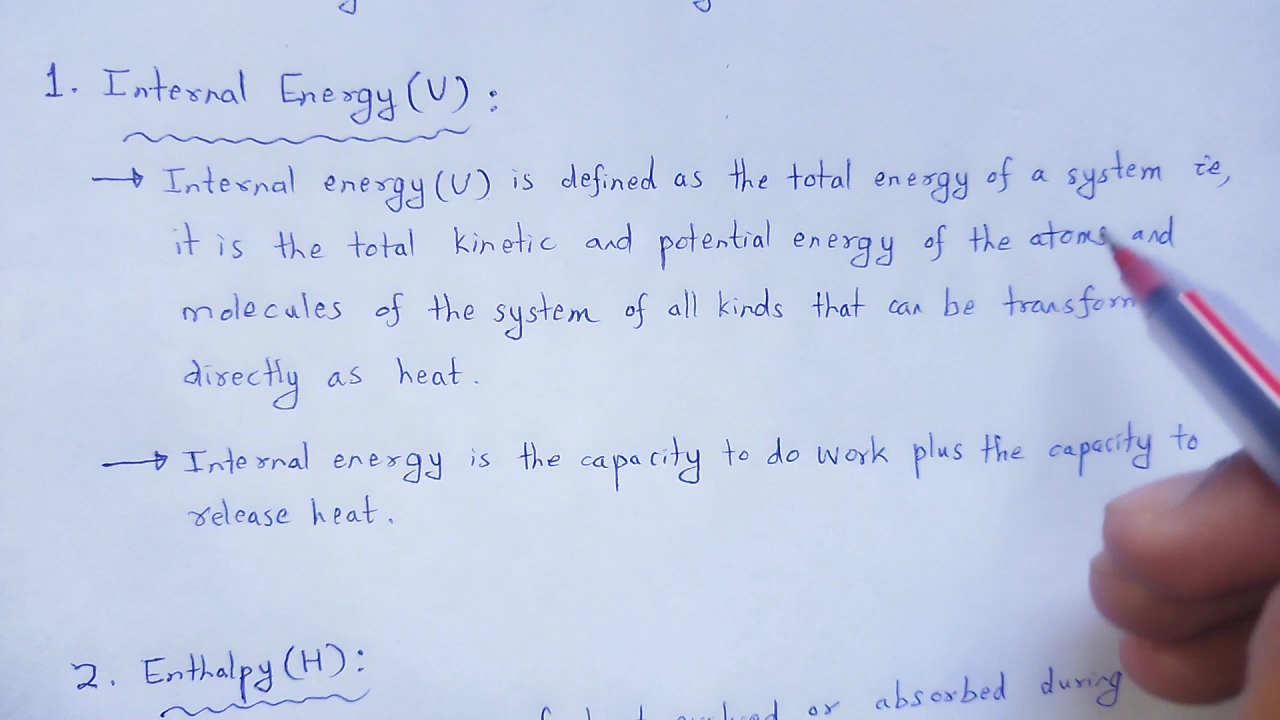 1. Internal Energy (U) :
→ Internal energy (U) is defined as the total energy of a system ie,
it is the total kinetic and potential energy of the atoms and
molecules of the system of all kinds that can be transform
directly as heat.
→ Internal energy is the capacity to do work plus the capacity to
release heat.
2. Enthalpy (H) :
or absorbed during